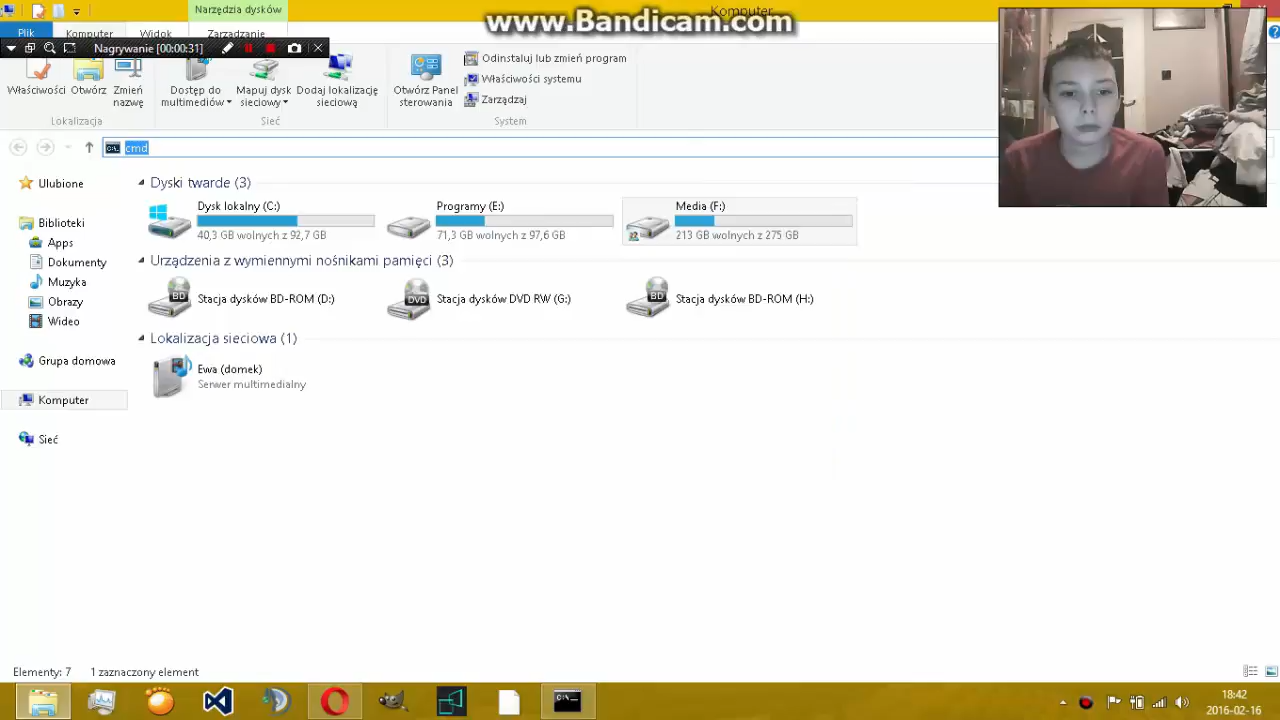 Narzędzia dysków
Komputer
www.Bandicam.com
Plik
Komputer
Widok
Zarządzanie
Nagrywanie [00:00:31]
Właściwości
Otwórz
Zmień nazwę
Dostęp do multimediów
Mapuj dysk sieciowy
Dodaj lokalizację sieciową
Otwórz Panel sterowania
Odinstaluj lub zmień program
Właściwości systemu
Zarządzaj
Lokalizacja
Sieć
System
C:\.
cmd
Ulubione
Biblioteki
Apps
Dokumenty
Muzyka
Obrazy
Wideo
Grupa domowa
Komputer
Sieć
Dyski twarde (3)
Dysk lokalny (C:)
40,3 GB wolnych z 92,7 GB
Programy (E:)
71,3 GB wolnych z 97,6 GB
Media (F:)
213 GB wolnych z 275 GB
Urządzenia z wymiennymi nośnikami pamięci (3)
BD
Stacja dysków BD-ROM (D:)
DVD
Stacja dysków DVD RW (G:)
BD
Stacja dysków BD-ROM (H:)
Lokalizacja sieciowa (1)
Ewa (domek)
Serwer multimedialny
Elementy: 7
1 zaznaczony element
18:42
2016-02-16